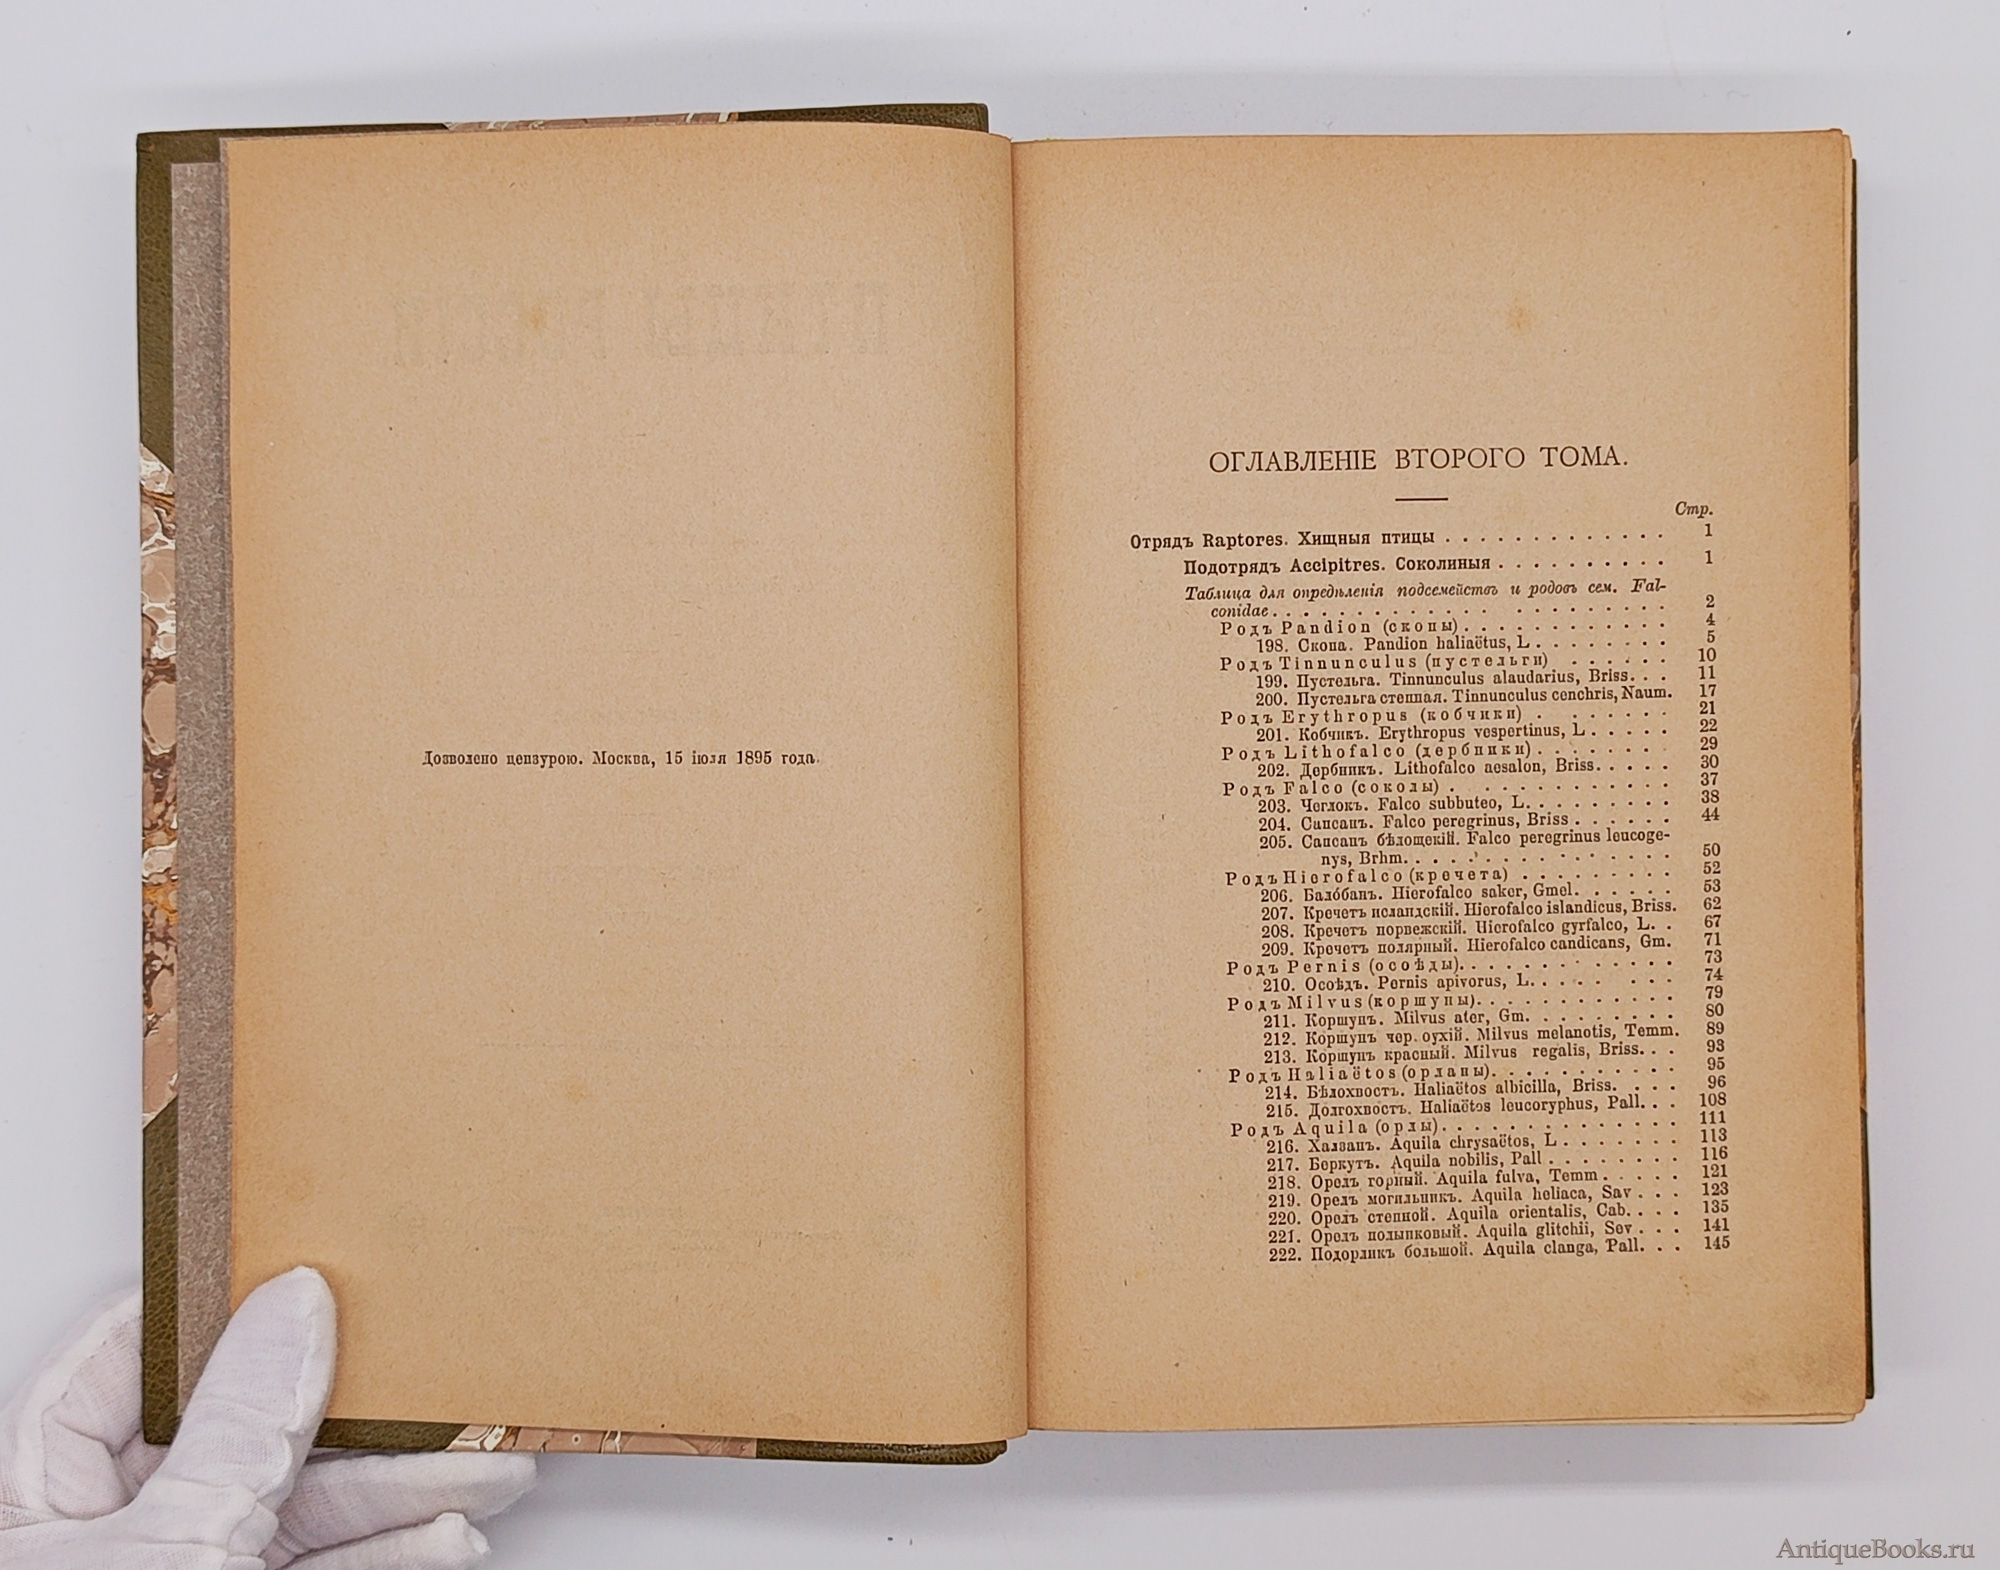 Дозволено цензурою. Москва, 15 іюля 1895 года.
ОГЛАВЛЕНІЕ ВТОРОГО ТОМА.
Стр.
Отрядъ Raptores. Хищныя птицы . . . . . . . . . . . . . 1
Подотрядъ Accipitres. Соколиныя . . . . . . . . . . 1
Таблица для опредѣленія подсемействъ и родовъ сем. Fal-
conidae . . . . . . . . . . . . . . . . . . . . . 2
Родъ Pandion (скопы) . . . . . . . . . . . . 4
198. Скопа. Pandion haliaëtus, L . . . . . . . . 5
Родъ Tinnunculus (пустельги) . . . . . . 10
199. Пустельга. Tinnunculus alaudarius, Briss. . . 11
200. Пустельга степная. Tinnunculus cenchris, Naum. 17
Родъ Erythropus (кобчики) . . . . . . . 21
201. Кобчикъ. Erythropus vespertinus, L . . . . . 22
Родъ Lithofalco (дербники) . . . . . . . . 29
202. Дербникъ. Lithofalco aesalon, Briss. . . . . 30
Родъ Falco (соколы) . . . . . . . . . . . . 37
203. Чеглокъ. Falco subbuteo, L. . . . . . . . . 38
204. Сапсанъ. Falco peregrinus, Briss . . . . . . 44
205. Сапсанъ бѣлощекій. Falco peregrinus leucoge-
nys, Brhm. . . . . . . . . . . . . . . . 50
Родъ Hierofalco (кречета) . . . . . . . . . 52
206. Балобанъ. Hierofalco saker, Gmel. . . . . . 53
207. Кречетъ исландскій. Hierofalco islandicus, Briss. 62
208. Кречетъ норвежскій. Hierofalco gyrfalco, L. . 67
209. Кречетъ полярный. Hierofalco candicans, Gm. 71
Родъ Pernis (осоѣды). . . . . . . . . . . . 73
210. Осоѣдъ. Pernis apivorus, L. . . . . . . . 74
Родъ Milvus (коршуны). . . . . . . . . . . 79
211. Коршунъ. Milvus ater, Gm. . . . . . . . . 80
212. Коршунъ чер. оухій. Milvus melanotis, Temm. 89
213. Коршунъ красный. Milvus regalis, Briss. . . 93
Родъ Haliaëtos (орланы). . . . . . . . . . . 95
214. Бѣлохвостъ. Haliaëtos albicilla, Briss. . . . 96
215. Долгохвостъ. Haliaëtos leucoryphus, Pall. . . 108
Родъ Aquila (орлы). . . . . . . . . . . . . . 111
216. Халзанъ. Aquila chrysaëtos, L . . . . . . . 113
217. Беркутъ. Aquila nobilis, Pall . . . . . . . . 116
218. Орелъ горный. Aquila fulva, Temm . . . . . 121
219. Орелъ могильникъ. Aquila heliaca, Sav . . . 123
220. Орелъ степной. Aquila orientalis, Cab. . . . 135
221. Орелъ полынковый. Aquila glitchii, Sev . . . 141
222. Подорликъ большой. Aquila clanga, Pall. . . 145
AntiqueBooks.ru